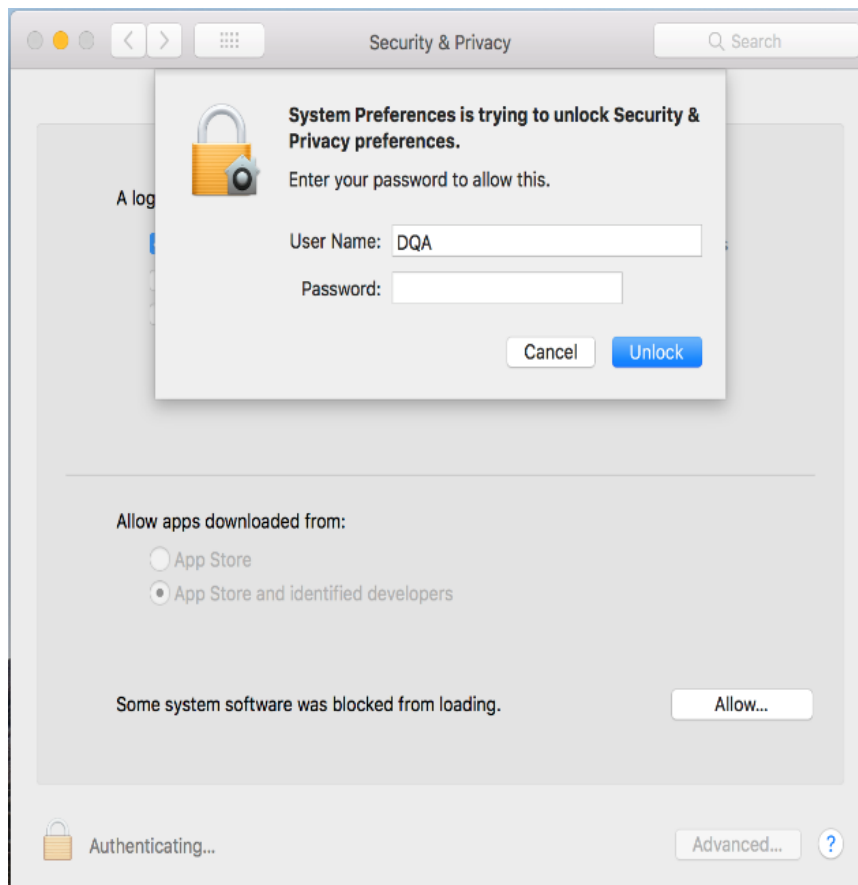 Security & Privacy
Search
System Preferences is trying to unlock Security &
Privacy preferences.
Enter your password to allow this.
User Name: DQA
Password:
Cancel
Unlock
A log
Allow apps downloaded from:
App Store
App Store and identified developers
Some system software was blocked from loading.
Allow...
Authenticating...
Advanced...
?